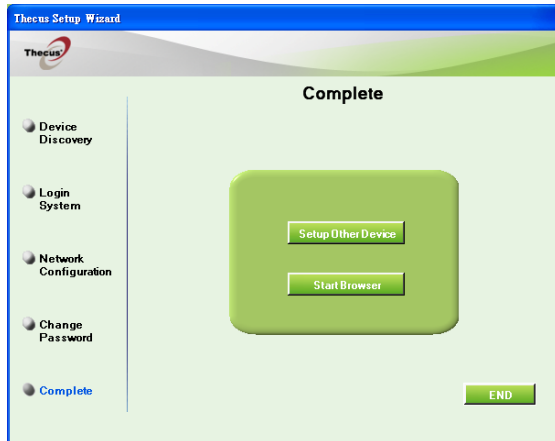 Thecus Setup Wizard
Thecus
Complete
Device
Discovery
Login
System
Network
Configuration
Change
Password
Complete
Setup Other Device
Start Browser
END